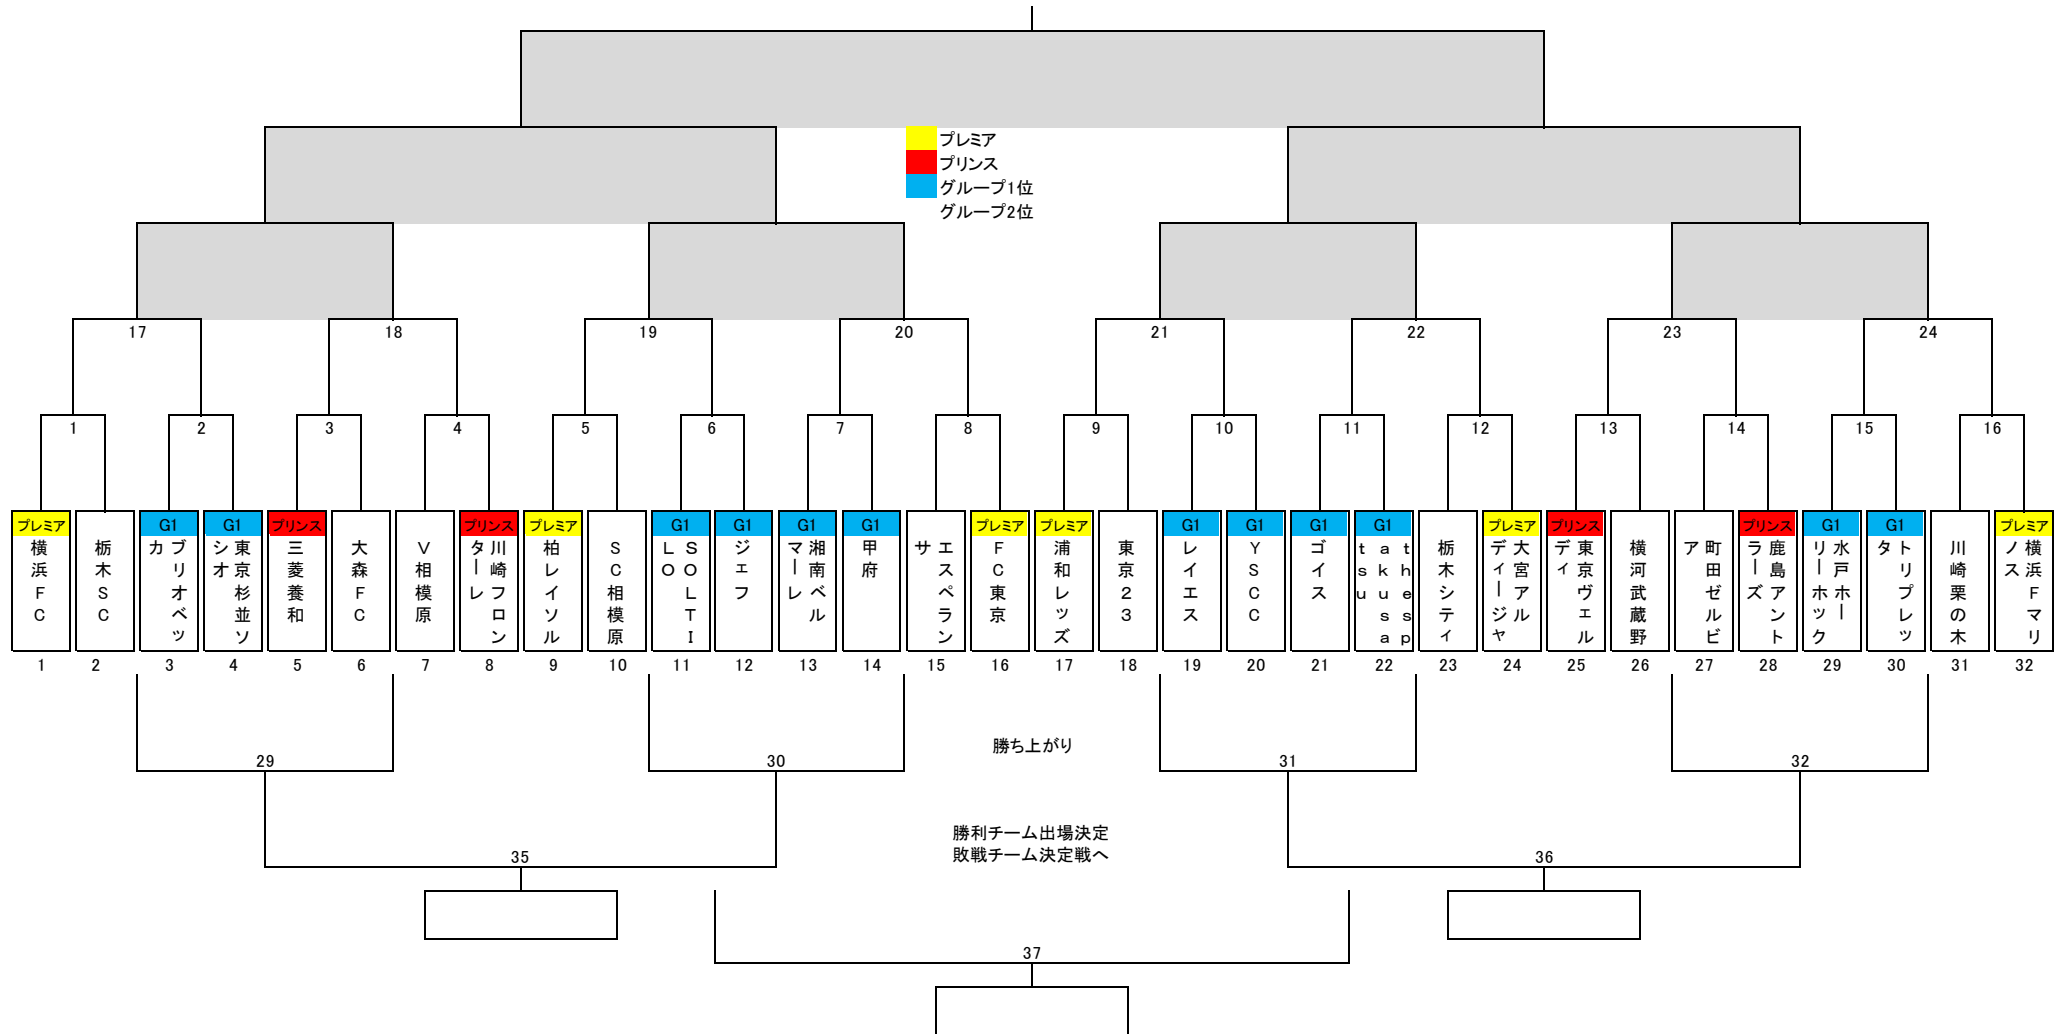 プレミア
プリンス
グループ1位
グループ2位
17 18 19 20 21 22 23 24
1 2 3 4 5 6 7 8 9 10 11 12 13 14 15 16
プレミア G1 G1 プリンス プリンス プレミア G1 G1 G1 G1 プレミア プレミア G1 G1 G1 G1 プレミア プリンス プリンス G1 G1 プレミア
横浜FC
栃木SC
ブリオベッカ
東京杉並ソシオ
三菱養和
大森FC
V相模原
川崎フロンターレ
柏レイソル
SC相模原
SOLTILO
ジェフ
湘南ベルマーレ
甲府
エスペランサ
FC東京
浦和レッズ
東京23
レイエス
YSCC
ゴイス
thespakusatsu
栃木シティ
大宮アルディージャ
東京ヴェルディ
横河武蔵野
町田ゼルビア
鹿島アントラーズ
水戸ホーリーホック
トリプレッタ
川崎栗の木
横浜Fマリノス
1 2 3 4 5 6 7 8 9 10 11 12 13 14 15 16 17 18 19 20 21 22 23 24 25 26 27 28 29 30 31 32
勝ち上がり
29 30 31 32
勝利チーム出場決定
敗戦チーム決定戦へ
35 36
37